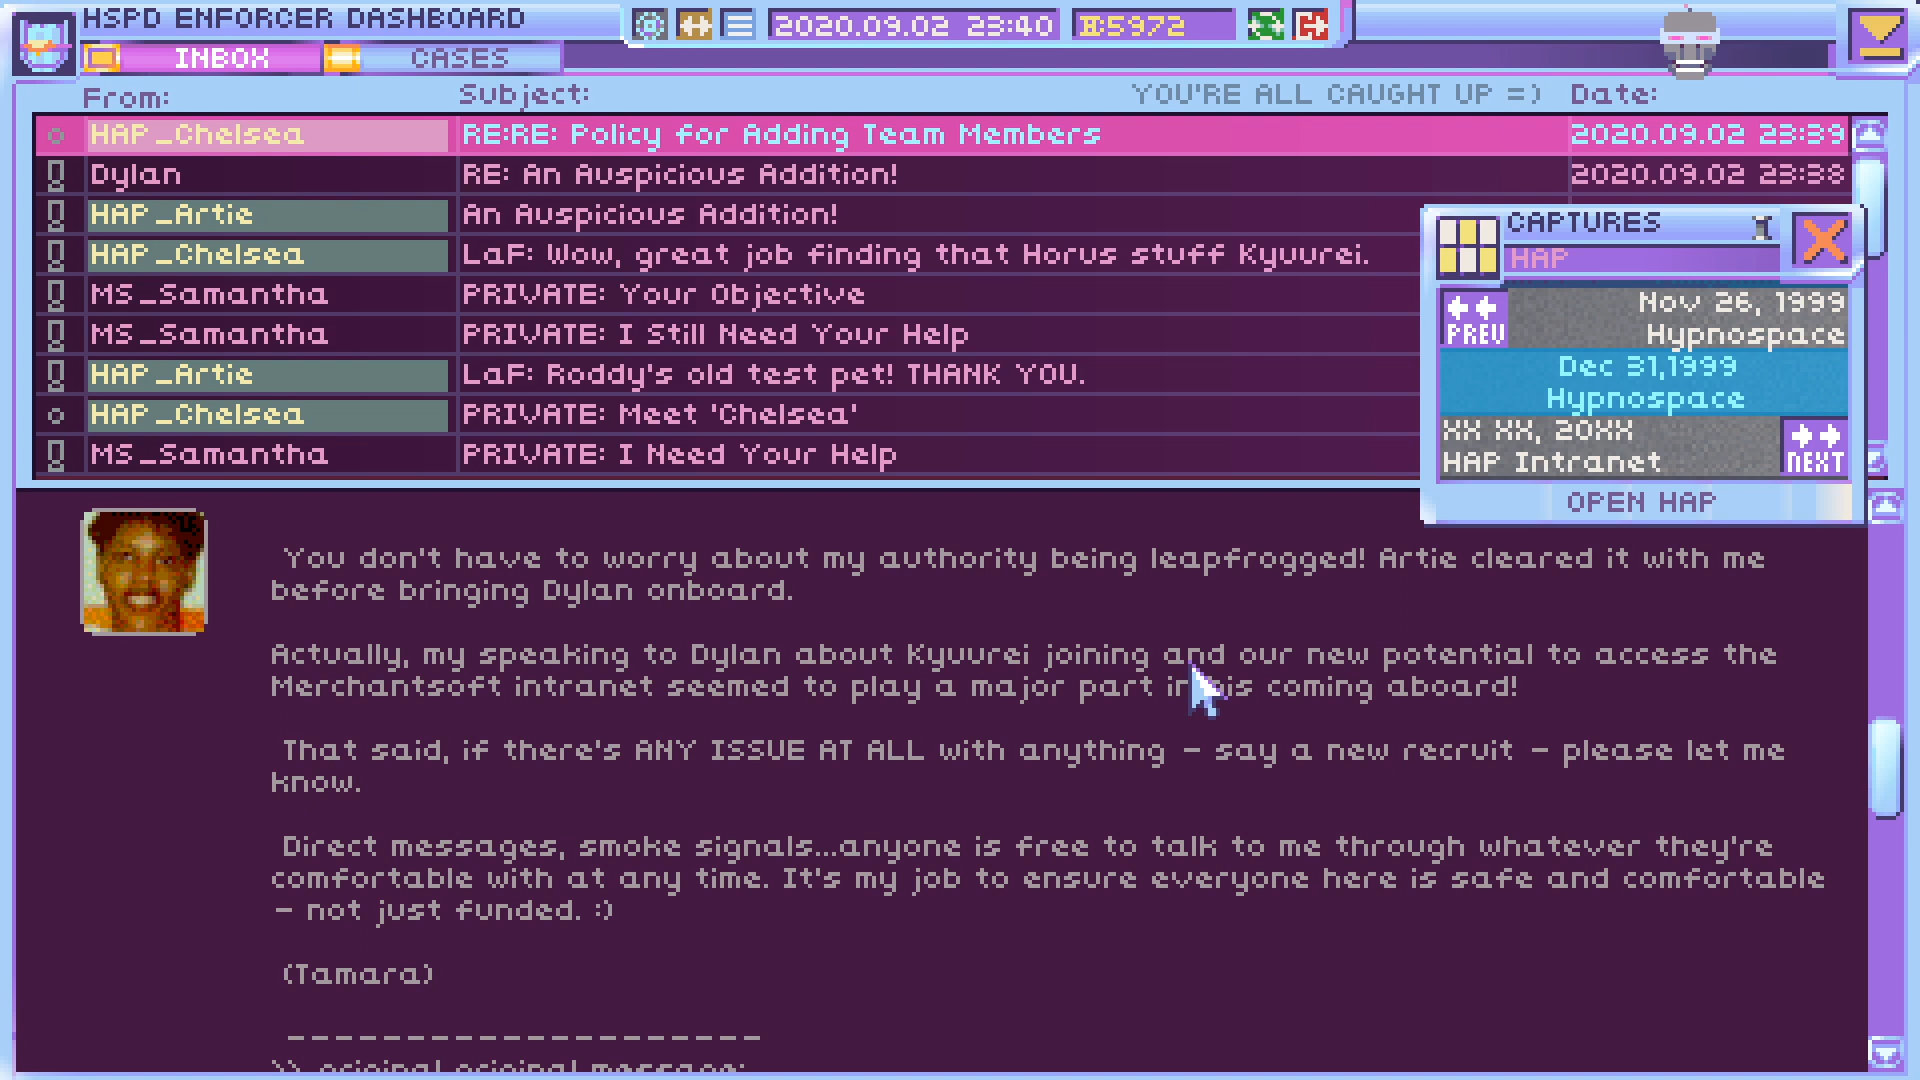 HSPD ENFORCER DASHBOARD
2020.09.02 23:40
5972
INBOX
CASES
From:
Subject:
YOU'RE ALL CAUGHT UP =)
Date:
HAP_Chelsea
RE:RE: Policy for Adding Team Members
2020.09.02 23:39
Dylan
RE: An Auspicious Addition!
2020.09.02 23:38
HAP_Artie
An Auspicious Addition!
HAP_Chelsea
LaF: Wow, great job finding that Horus stuff Kyuurei.
MS_Samantha
PRIVATE: Your Objective
MS_Samantha
PRIVATE: I Still Need Your Help
HAP_Artie
LaF: Roddy's old test pet! THANK YOU.
HAP_Chelsea
PRIVATE: Meet 'Chelsea'
MS_Samantha
PRIVATE: I Need Your Help
CAPTURES
HAP
PREV
Nov 26, 1999
Hypnospace
Dec 31,1999
Hypnospace
XX XX, 20XX
HAP Intranet
NEXT
OPEN HAP
You don't have to worry about my authority being leapfrogged! Artie cleared it with me
before bringing Dylan onboard.
Actually, my speaking to Dylan about Kyuurei joining and our new potential to access the
Merchantsoft intranet seemed to play a major part in his coming aboard!
That said, if there's ANY ISSUE AT ALL with anything - say a new recruit - please let me
know.
Direct messages, smoke signals...anyone is free to talk to me through whatever they're
comfortable with at any time. It's my job to ensure everyone here is safe and comfortable
- not just funded. :)
(Tamara)
--------------------
\\ original original message: